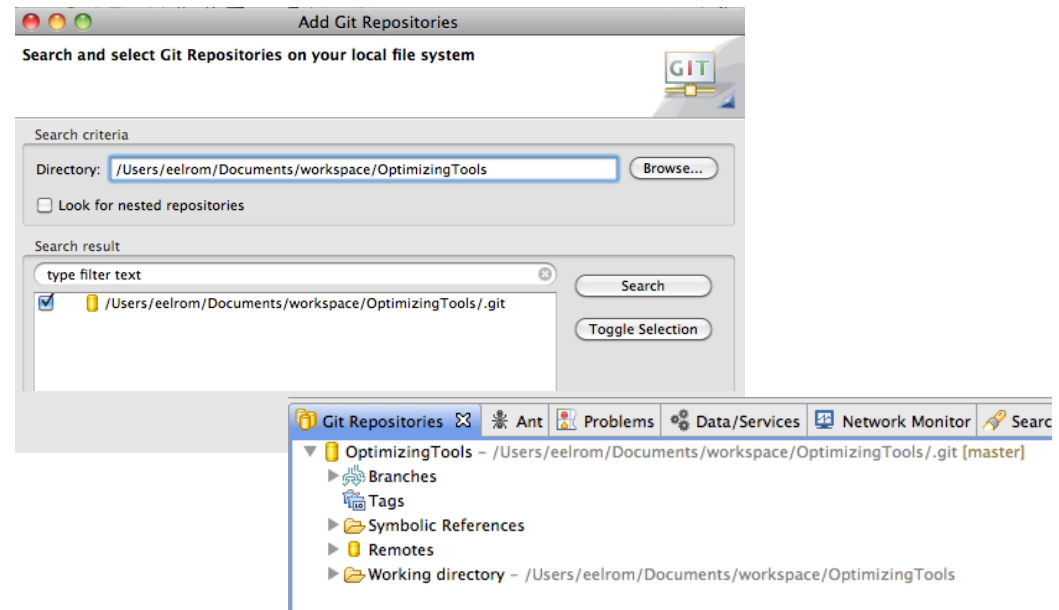 Add Git Repositories
Search and select Git Repositories on your local file system
GIT
Search criteria
Directory: /Users/eelrom/Documents/workspace/OptimizingTools Browse...
Look for nested repositories
Search result
type filter text
Search
/Users/eelrom/Documents/workspace/OptimizingTools/.git
Toggle Selection
Git Repositories Ant Problems Data/Services Network Monitor Searc
OptimizingTools – /Users/eelrom/Documents/workspace/OptimizingTools/.git [master]
Branches
Tags
Symbolic References
Remotes
Working directory – /Users/eelrom/Documents/workspace/OptimizingTools